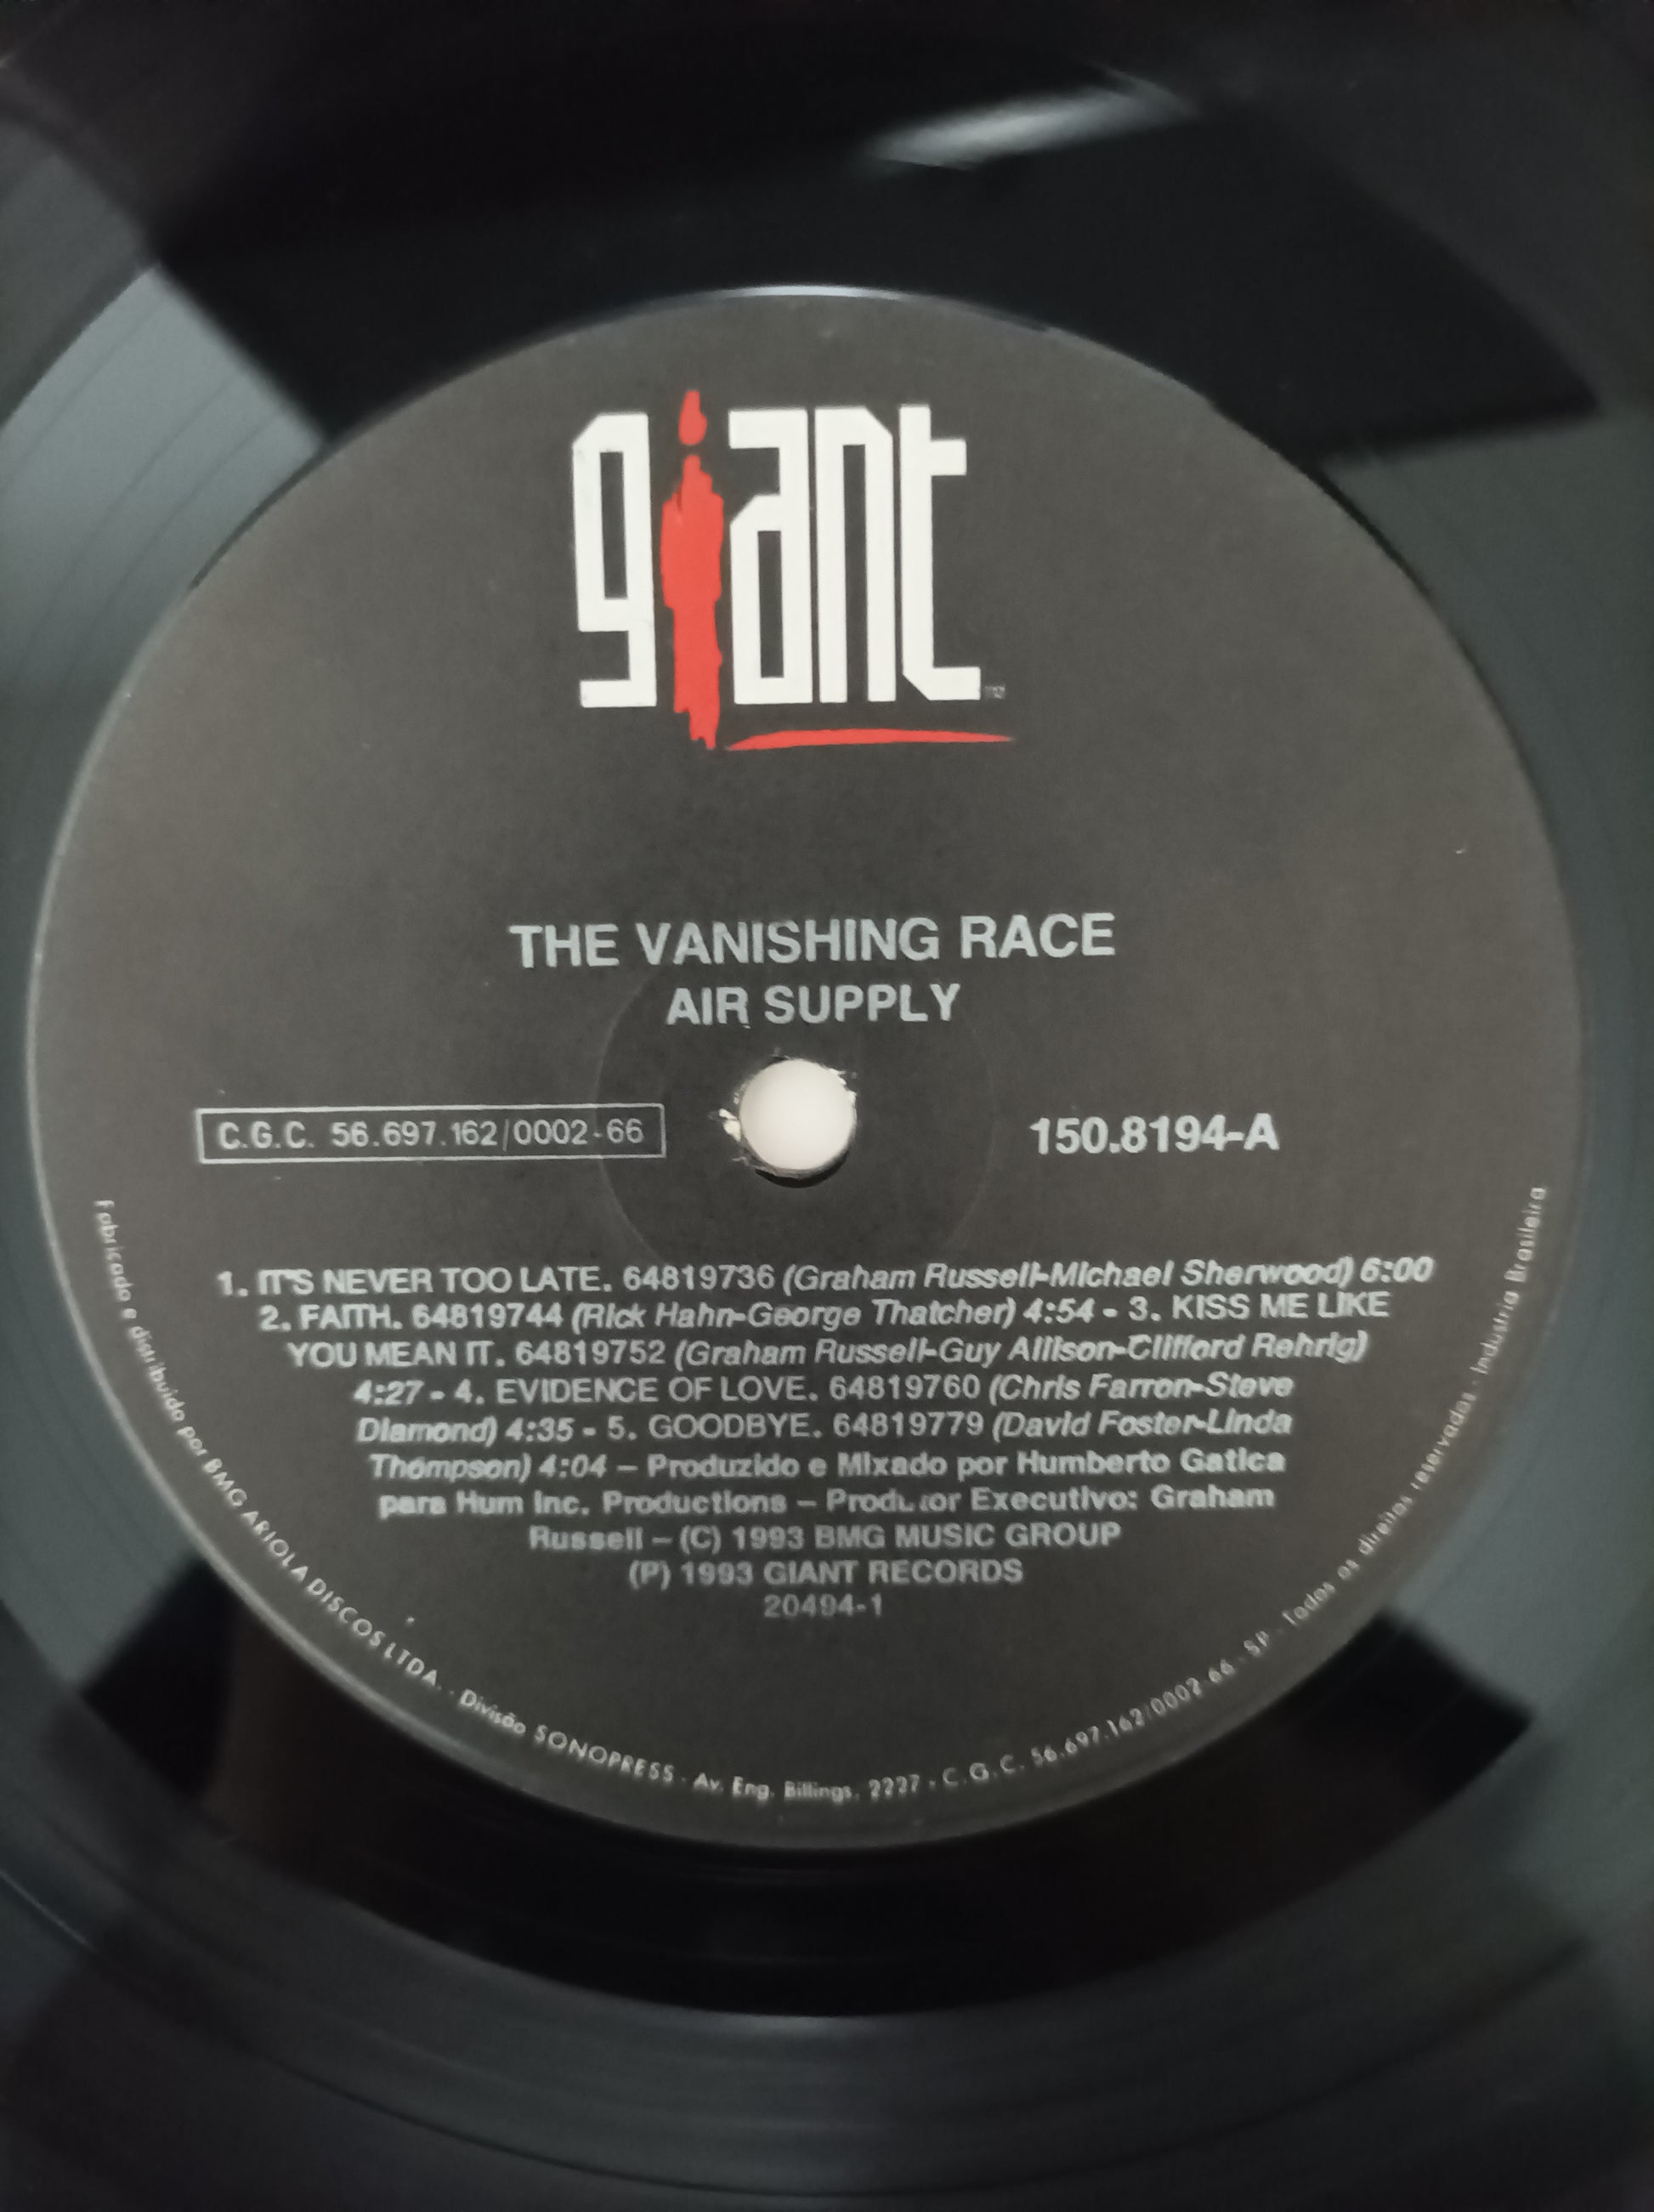 giant
THE VANISHING RACE
AIR SUPPLY
C.G.C. 56.697.162/0002-66
150.8194-A
1. IT'S NEVER TOO LATE. 64819736 (Graham Russell-Michael Sherwood) 6:00
2. FAITH. 64819744 (Rick Hahn-George Thatcher) 4:54 - 3. KISS ME LIKE
YOU MEAN IT. 64819752 (Graham Russell-Guy Allison-Clifford Rehrig)
4:27 - 4. EVIDENCE OF LOVE. 64819760 (Chris Farron-Steve
Diamond) 4:35 - 5. GOODBYE. 64819779 (David Foster-Linda
Thompson) 4:04 – Produzido e Mixado por Humberto Gatica
para Hum Inc. Productions – Produtor Executivo: Graham
Russell – (C) 1993 BMG MUSIC GROUP
(P) 1993 GIANT RECORDS
20494-1
Fabricado e distribuido por BMG ARIOLA DISCOS LTDA. - Divisão SONOPRESS - Av. Eng. Billings, 2227 - C.G.C. 56.697.162/0002-66 - SP - Todos os direitos reservados - Industria Brasileira